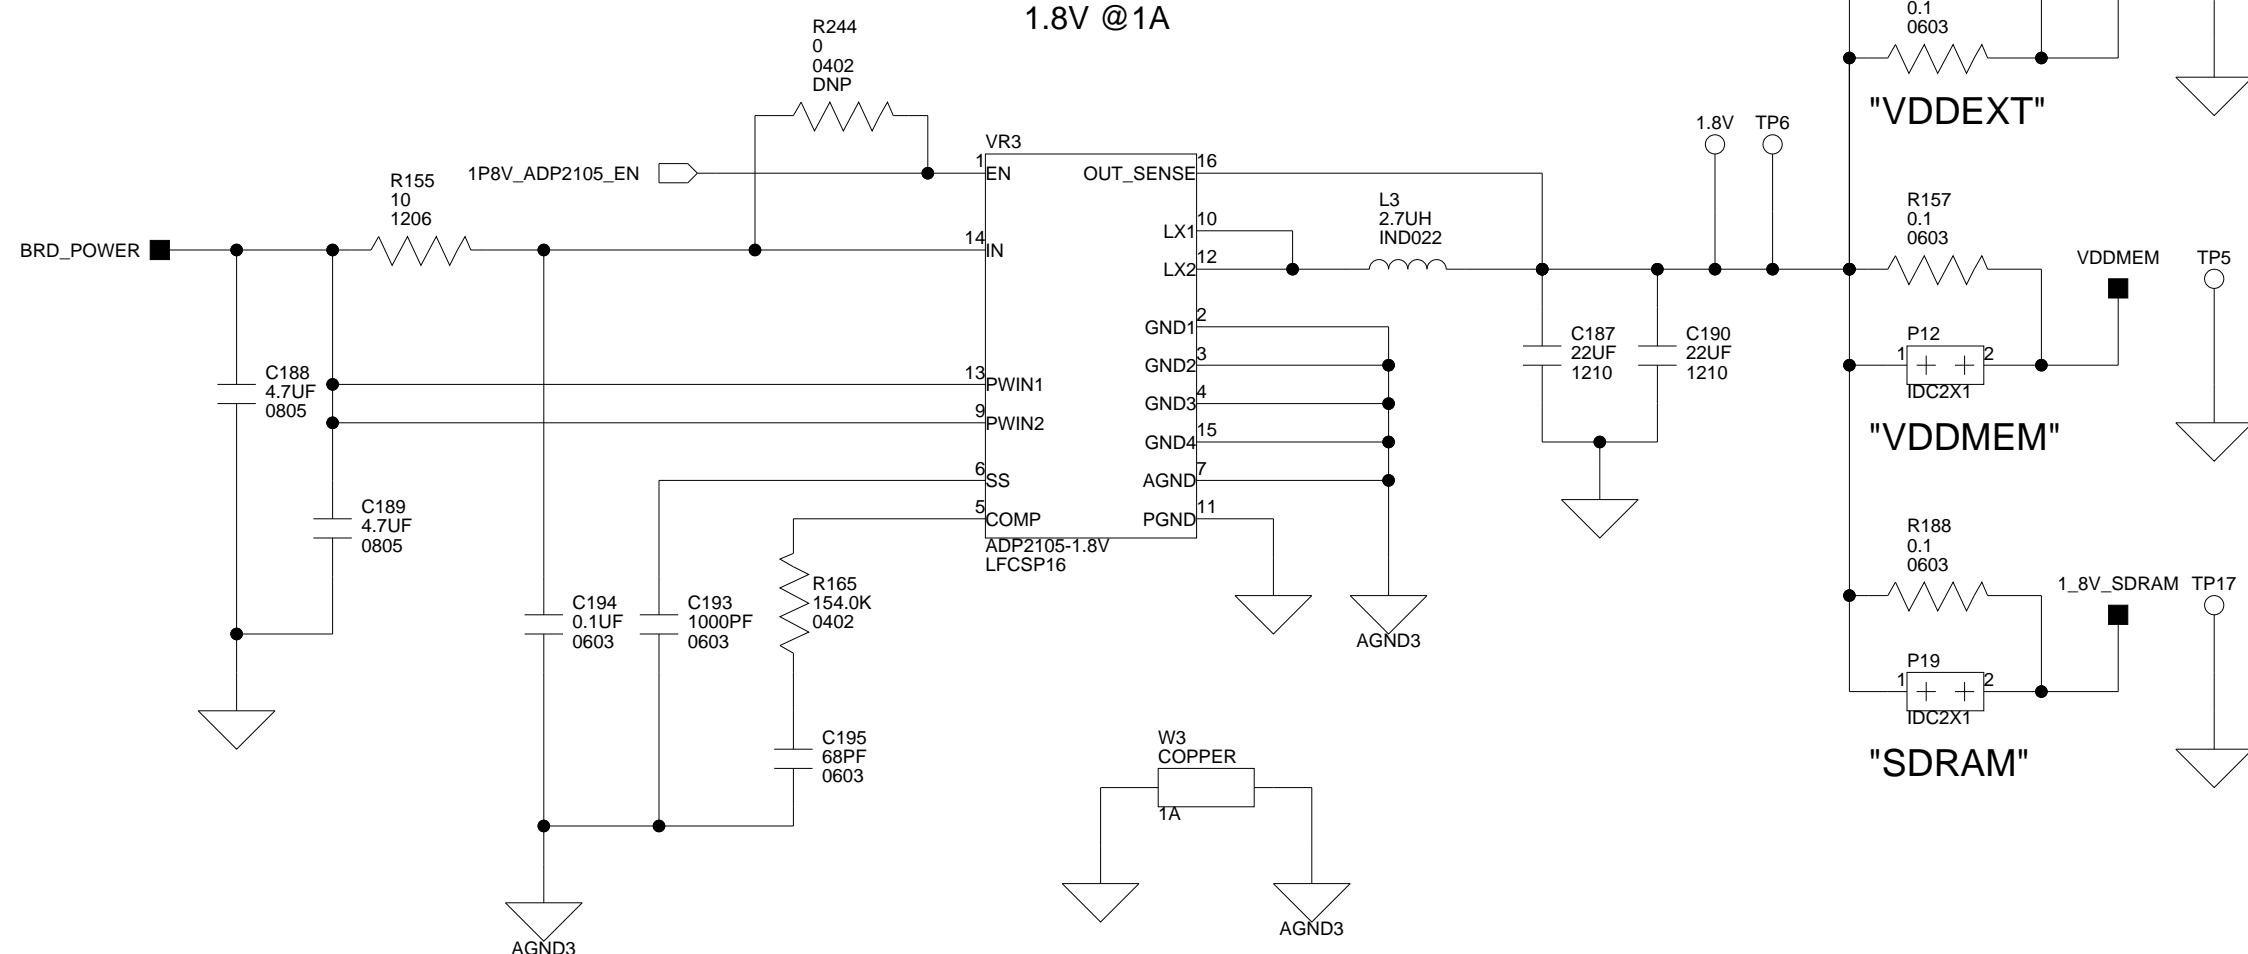 1.8V @1A
R244
0
0402
DNP
0.1
0603
"VDDEXT"
VR3
1P8V_ADP2105_EN
1
EN
OUT_SENSE
16
1.8V
TP6
R155
10
1206
BRD_POWER
14
IN
10
LX1
12
LX2
L3
2.7UH
IND022
R157
0.1
0603
VDDMEM
TP5
2
GND1
3
GND2
4
GND3
15
GND4
7
AGND
11
PGND
C187
22UF
1210
C190
22UF
1210
P12
1
2
IDC2X1
"VDDMEM"
C188
4.7UF
0805
13
PWIN1
9
PWIN2
6
SS
5
COMP
ADP2105-1.8V
LFCSP16
C189
4.7UF
0805
R188
0.1
0603
1_8V_SDRAM
TP17
C194
0.1UF
0603
C193
1000PF
0603
R165
154.0K
0402
AGND3
P19
1
2
IDC2X1
"SDRAM"
C195
68PF
0603
W3
COPPER
1A
AGND3
AGND3